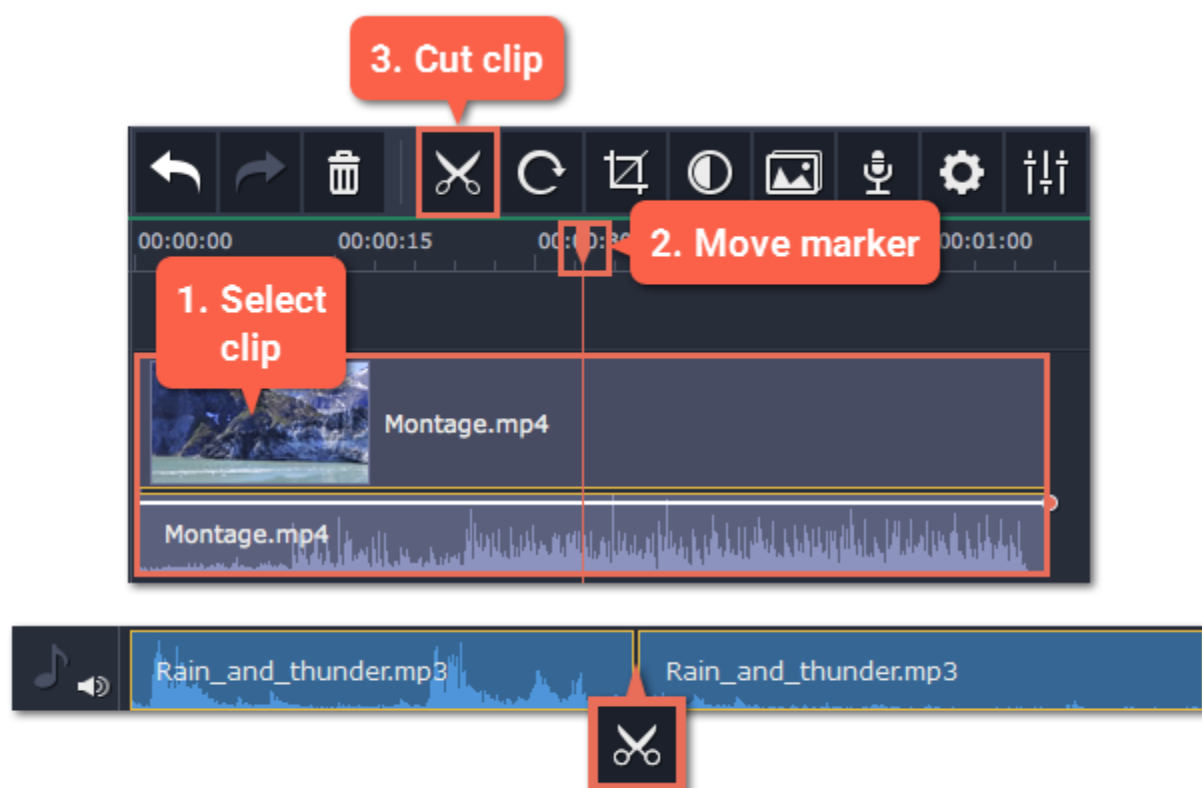 3. Cut clip
00:00:00 00:00:15 00:01:00
2. Move marker
1. Select
clip
Montage.mp4
Montage.mp4
Rain_and_thunder.mp3 Rain_and_thunder.mp3